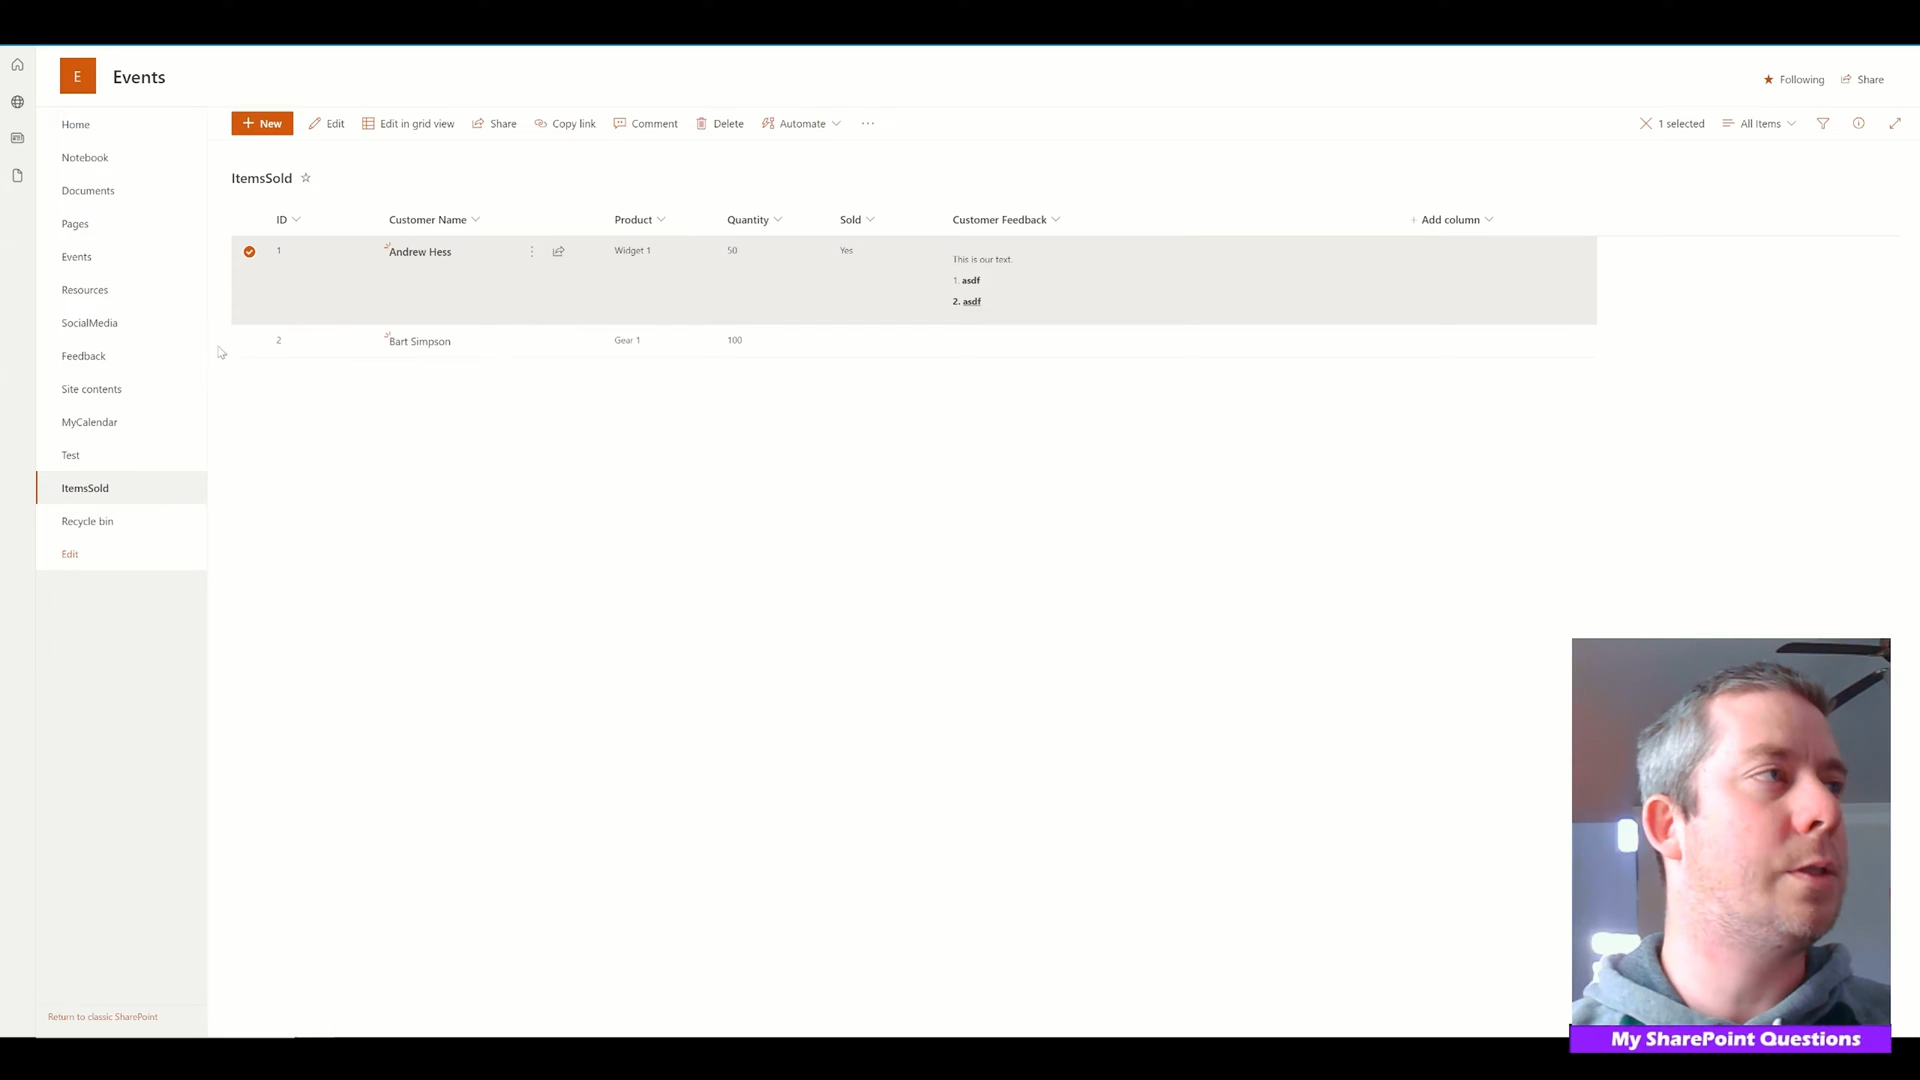 E Events
Following Share
Home
Notebook
Documents
Pages
Events
Resources
SocialMedia
Feedback
Site contents
MyCalendar
Test
ItemsSold
Recycle bin
Edit
Return to classic SharePoint
+ New Edit Edit in grid view Share Copy link Comment Delete Automate ...
1 selected All Items
ItemsSold
ID Customer Name Product Quantity Sold Customer Feedback + Add column
1 Andrew Hess Widget 1 50 Yes
This is our text.
1. asdf
2. asdf
2 Bart Simpson Gear 1 100
My SharePoint Questions